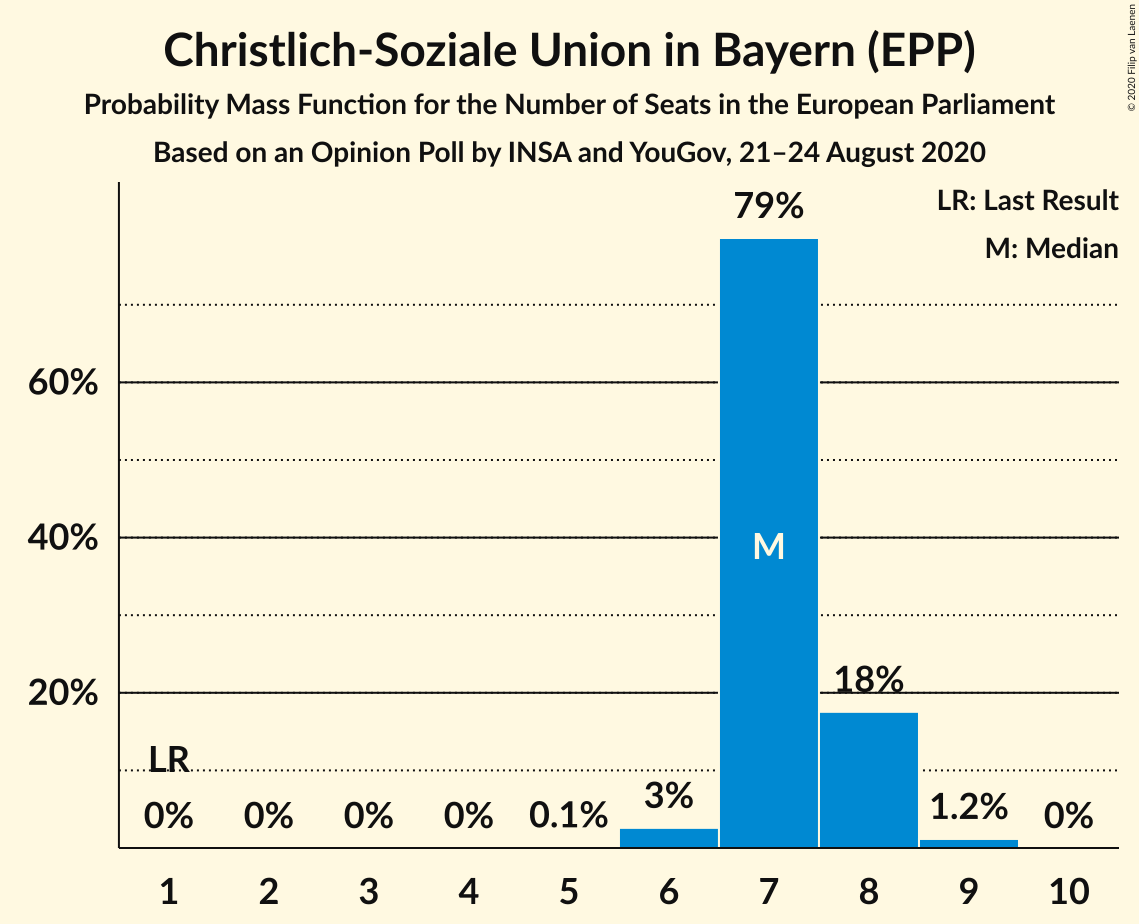 Christlich-Soziale Union in Bayern (EPP)
Probability Mass Function for the Number of Seats in the European Parliament
Based on an Opinion Poll by INSA and YouGov, 21–24 August 2020
© 2020 Filip van Laenen
LR: Last Result
M: Median
79%
60%
40%
M
20%
18%
LR
0%
0%
0%
0%
0.1%
3%
1.2%
0%
1 2 3 4 5 6 7 8 9 10